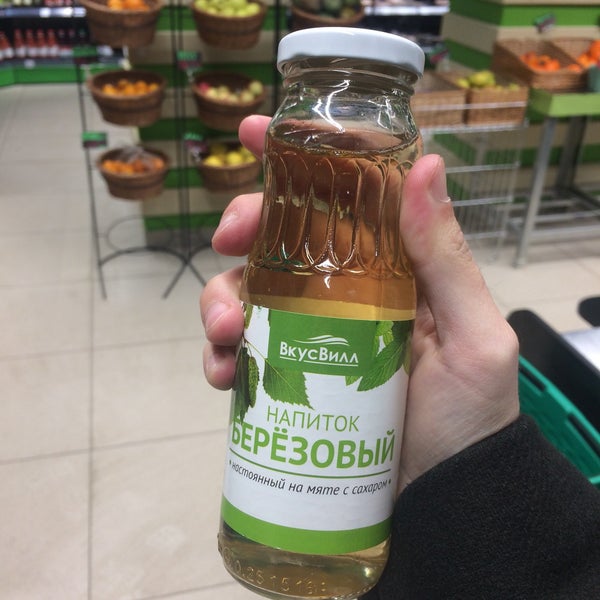 ВкусВилл
НАПИТОК
БЕРЁЗОВЫЙ
• настоянный на мяте с сахаром •